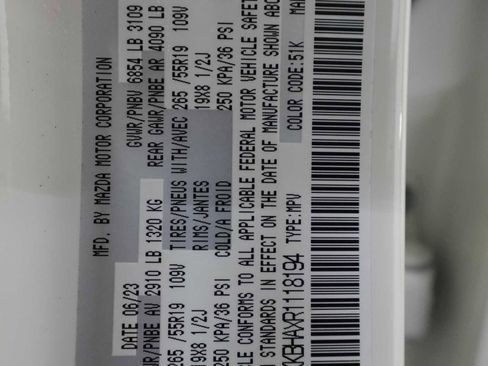 MFD. BY MAZDA MOTOR CORPORATION
DATE 06/23 GVWR/PNBV 6854 LB 3109
WR/PNBE AV 2910 LB 1320 KG REAR GAWR/PNBE AR 4090 LB
265 /55R19 109V TIRES/PNEUS WITH/AVEC 265 /55R19 109V
19X8 1/2J RIMS/JANTES 19X8 1/2J
250 KPA/36 PSI COLD/A FROID 250 KPA/36 PSI
CLE CONFORMS TO ALL APPLICABLE FEDERAL MOTOR VEHICLE SAFET
N STANDARDS IN EFFECT ON THE DATE OF MANUFACTURE SHOWN ABO
KKBHAXR1118194 TYPE:MPV COLOR CODE:51K MA